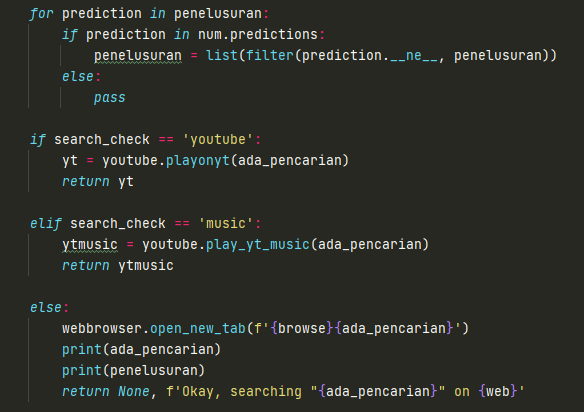 for prediction in penelusuran:
    if prediction in num.predictions:
        penelusuran = list(filter(prediction.__ne__, penelusuran))
    else:
        pass

if search_check == 'youtube':
    yt = youtube.playonyt(ada_pencarian)
    return yt

elif search_check == 'music':
    ytmusic = youtube.play_yt_music(ada_pencarian)
    return ytmusic

else:
    webbrowser.open_new_tab(f'{browse}{ada_pencarian}')
    print(ada_pencarian)
    print(penelusuran)
    return None, f'Okay, searching "{ada_pencarian}" on {web}'